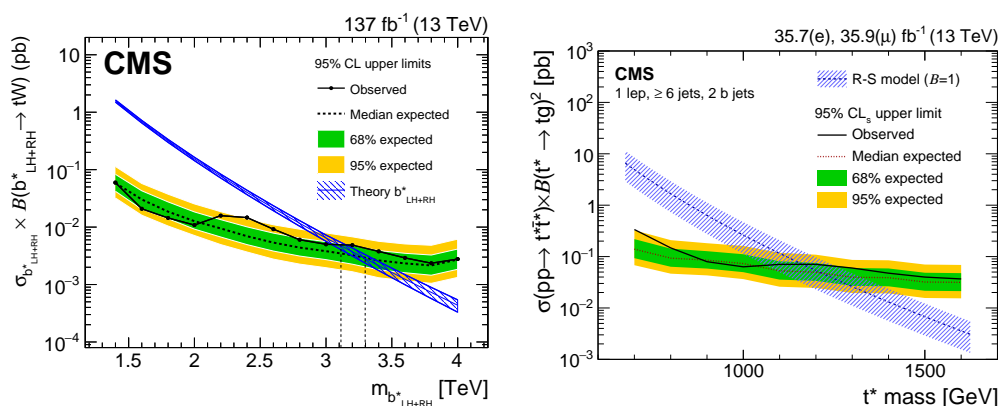 137 fb⁻¹ (13 TeV)
CMS
95% CL upper limits
Observed
Median expected
68% expected
95% expected
Theory b*LH+RH
σb*LH+RH × B(b*LH+RH → tW) (pb)
10
1
10⁻¹
10⁻²
10⁻³
10⁻⁴
1.5 2.0 2.5 3.0 3.5 4.0
mb*LH+RH [TeV]
35.7(e), 35.9(μ) fb⁻¹ (13 TeV)
CMS
1 lep, ≥ 6 jets, 2 b jets
R-S model (B=1)
95% CLs upper limit
Observed
Median expected
68% expected
95% expected
σ(pp→ t*t̄*)×B(t* → tg)² [pb]
10³
10²
10
1
10⁻¹
10⁻²
10⁻³
1000 1500
t* mass [GeV]